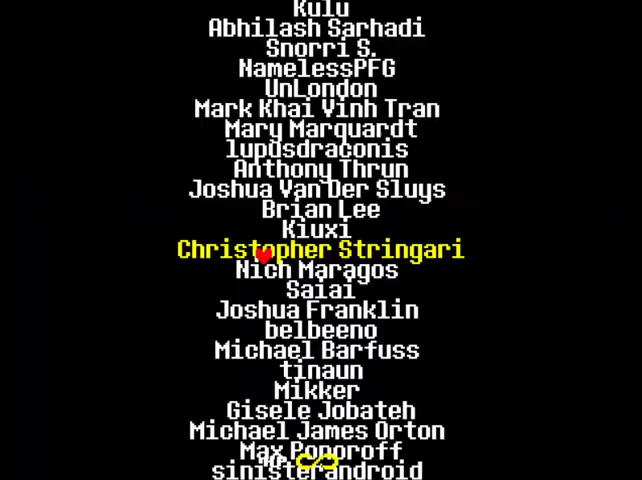 Kulu
Abhilash Sarhadi
Snorri S.
NamelessPFG
UnLondon
Mark Khai Vinh Tran
Mary Marquardt
lupusdraconis
Anthony Thrun
Joshua Van Der Sluys
Brian Lee
Kiuxi
Christopher Stringari
Nich Maragos
Saiai
Joshua Franklin
belbeeno
Michael Barfuss
tinaun
Mikker
Gisele Jobateh
Michael James Orton
Max Ponoroff
HP ∞
sinisterandroid